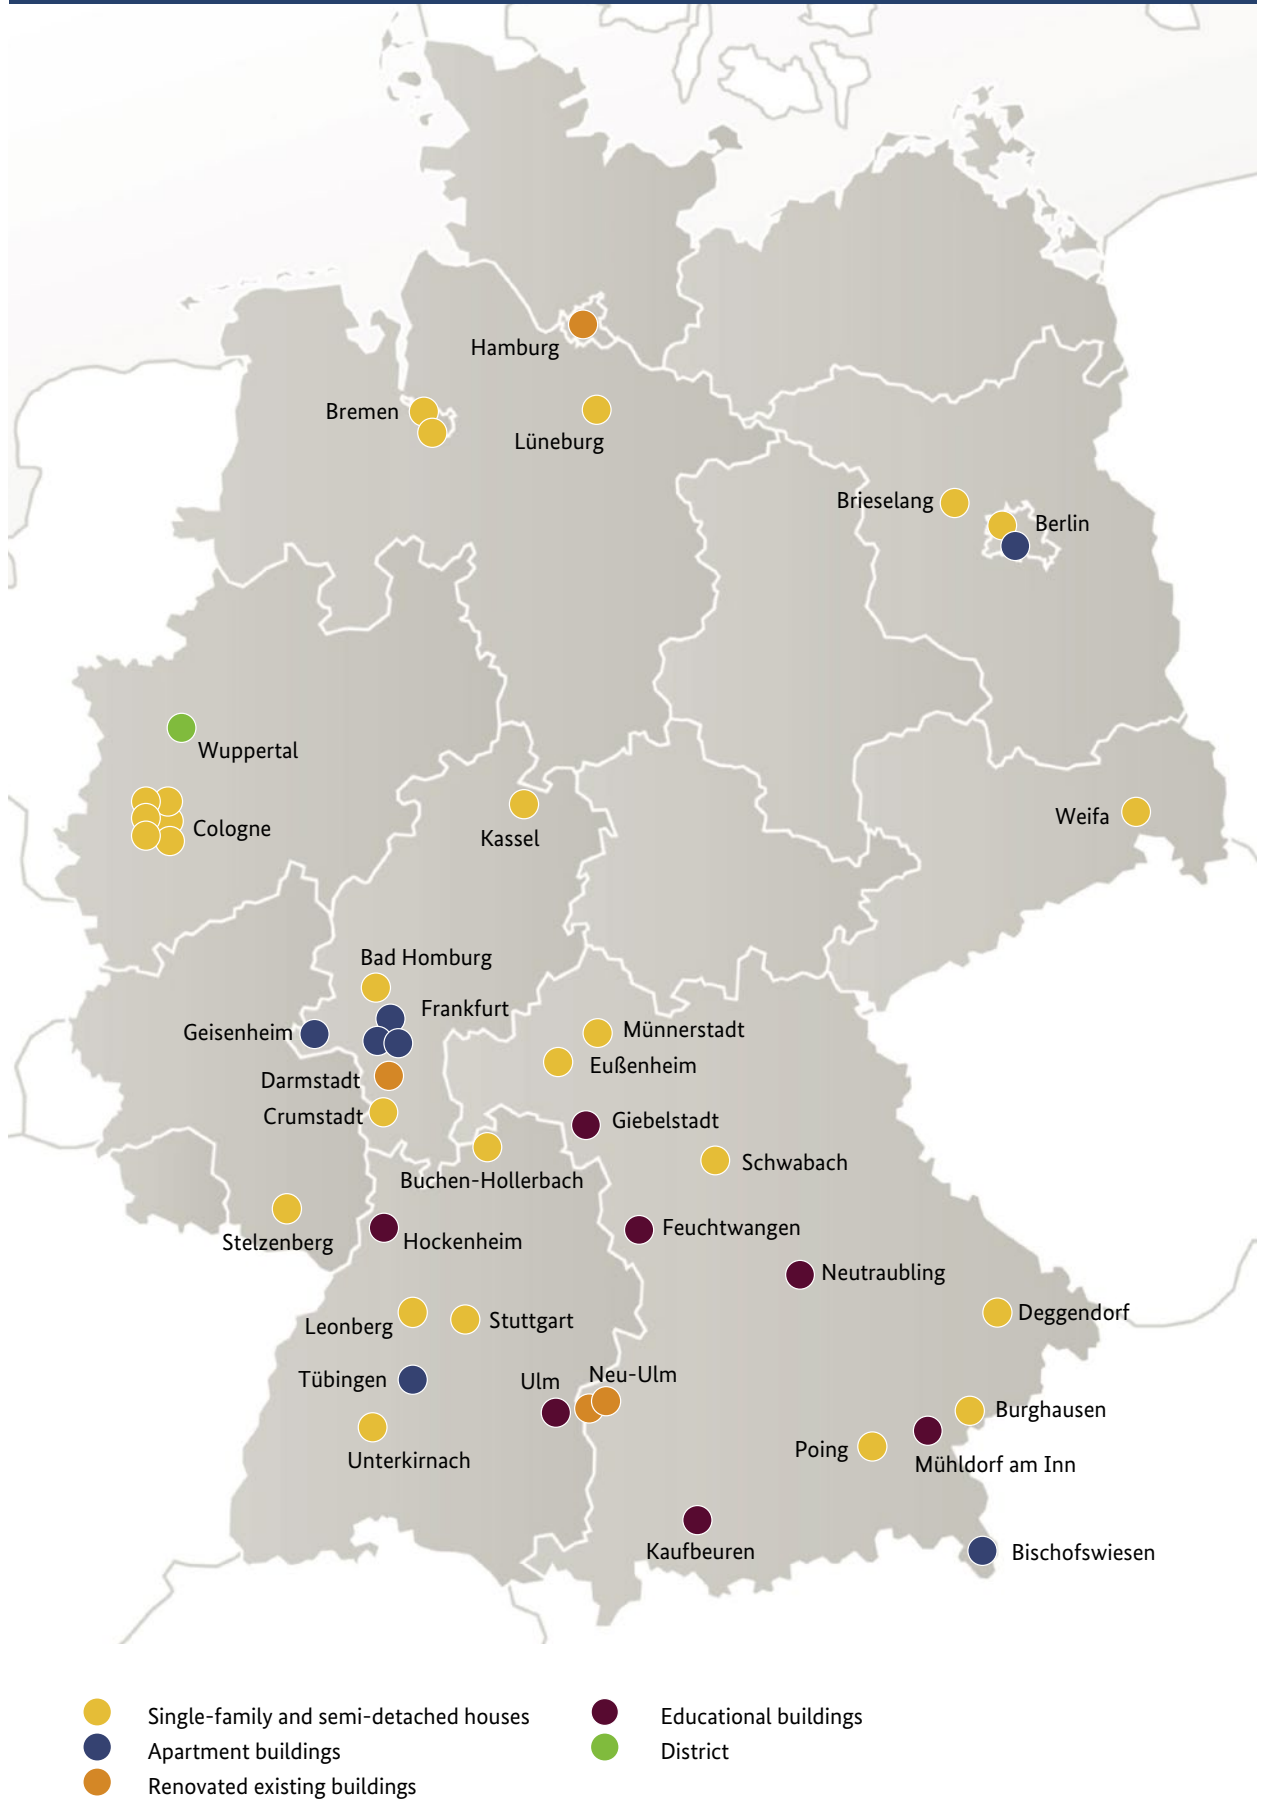 Hamburg
Bremen
Lüneburg
Brieselang
Berlin
Wuppertal
Cologne
Kassel
Weifa
Bad Homburg
Frankfurt
Geisenheim
Münnerstadt
Eußenheim
Darmstadt
Crumstadt
Giebelstadt
Schwabach
Buchen-Hollerbach
Feuchtwangen
Stelzenberg
Hockenheim
Neutraubling
Deggendorf
Leonberg
Stuttgart
Tübingen
Ulm
Neu-Ulm
Burghausen
Poing
Mühldorf am Inn
Unterkirnach
Kaufbeuren
Bischofswiesen
Single-family and semi-detached houses
Apartment buildings
Renovated existing buildings
Educational buildings
District